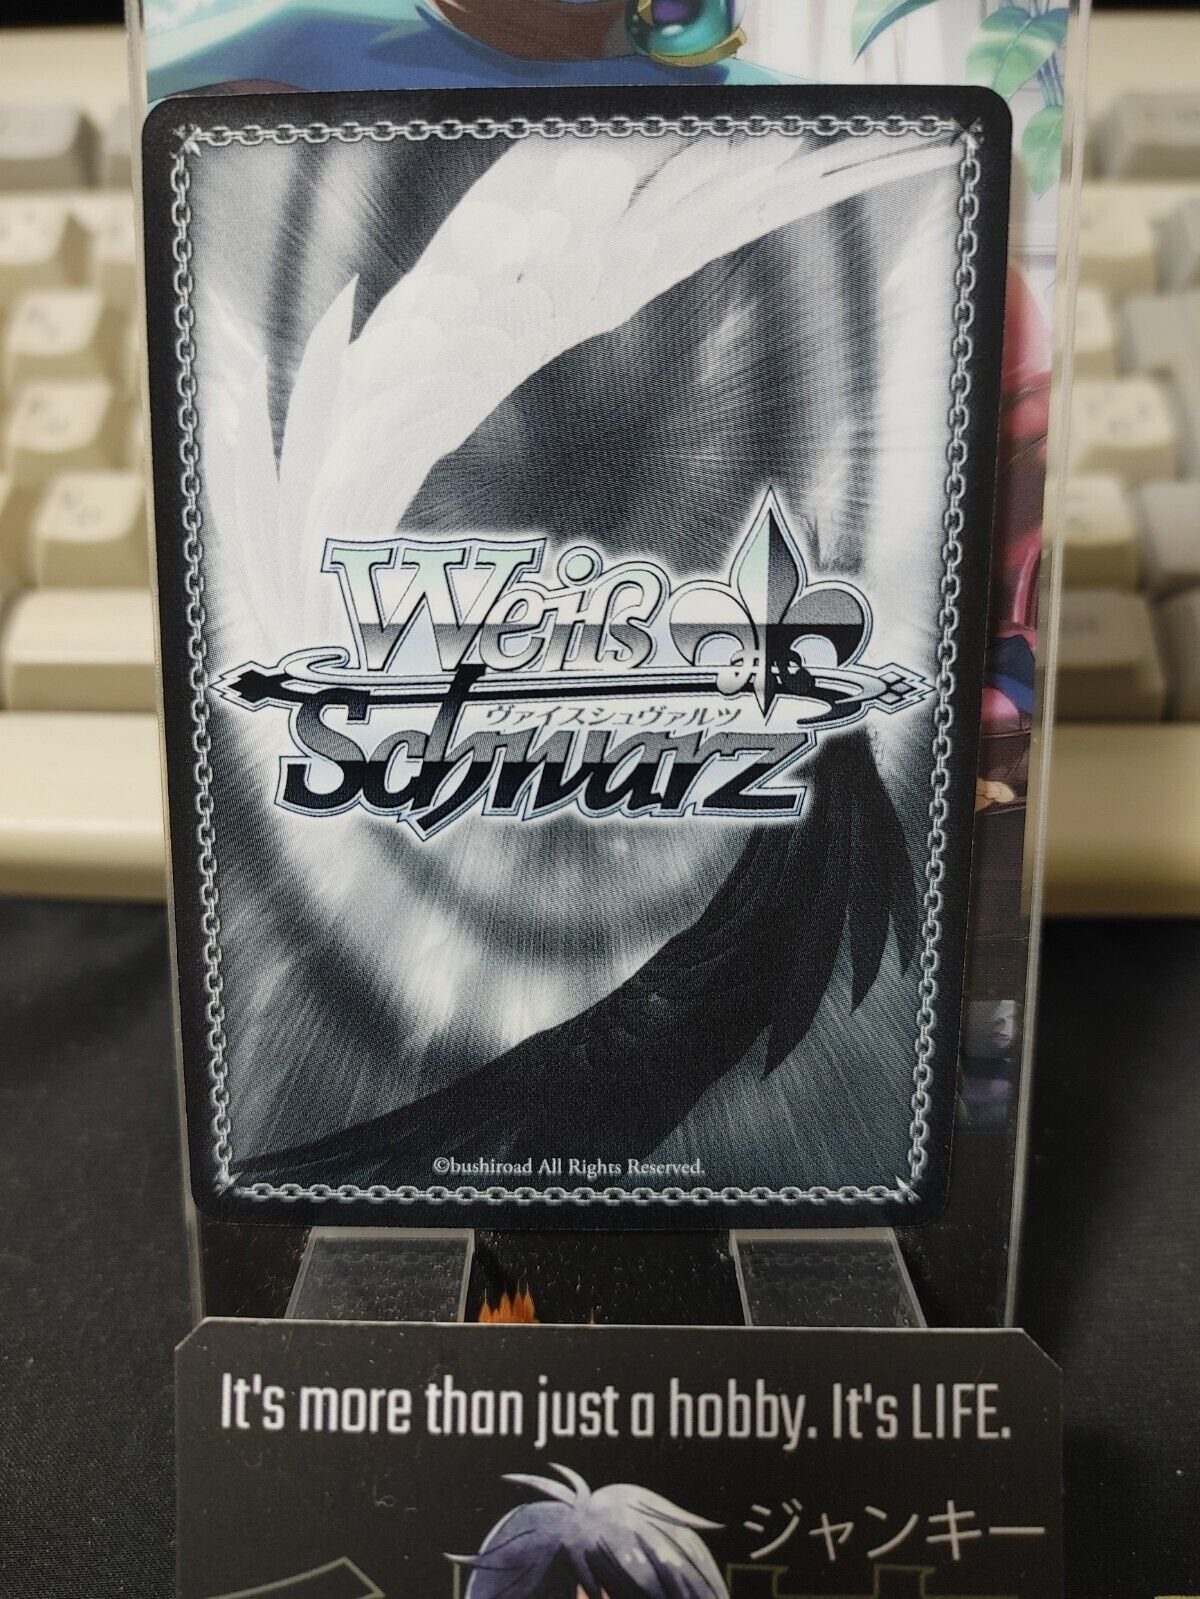 Weiß
ヴァイスシュヴァルツ
Schwarz
©bushiroad All Rights Reserved.
It's more than just a hobby. It's LIFE.
ージャンキー